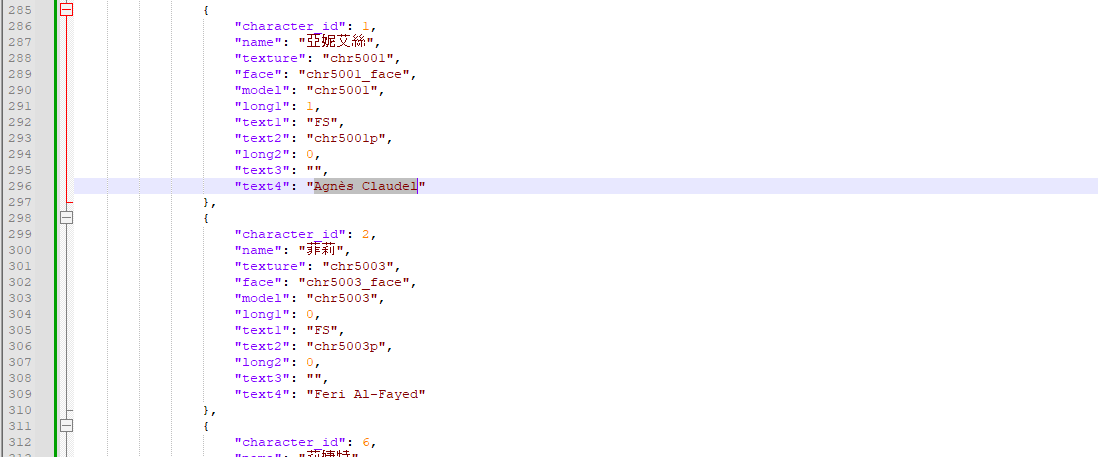 285 {
286 "character_id": 1,
287 "name": "亞妮艾絲",
288 "texture": "chr5001",
289 "face": "chr5001_face",
290 "model": "chr5001",
291 "long1": 1,
292 "text1": "FS",
293 "text2": "chr5001p",
294 "long2": 0,
295 "text3": "",
296 "text4": "Agnès Claudel"
297 },
298 {
299 "character_id": 2,
300 "name": "菲莉",
301 "texture": "chr5003",
302 "face": "chr5003_face",
303 "model": "chr5003",
304 "long1": 0,
305 "text1": "FS",
306 "text2": "chr5003p",
307 "long2": 0,
308 "text3": "",
309 "text4": "Feri Al-Fayed"
310 },
311 {
312 "character_id": 6,